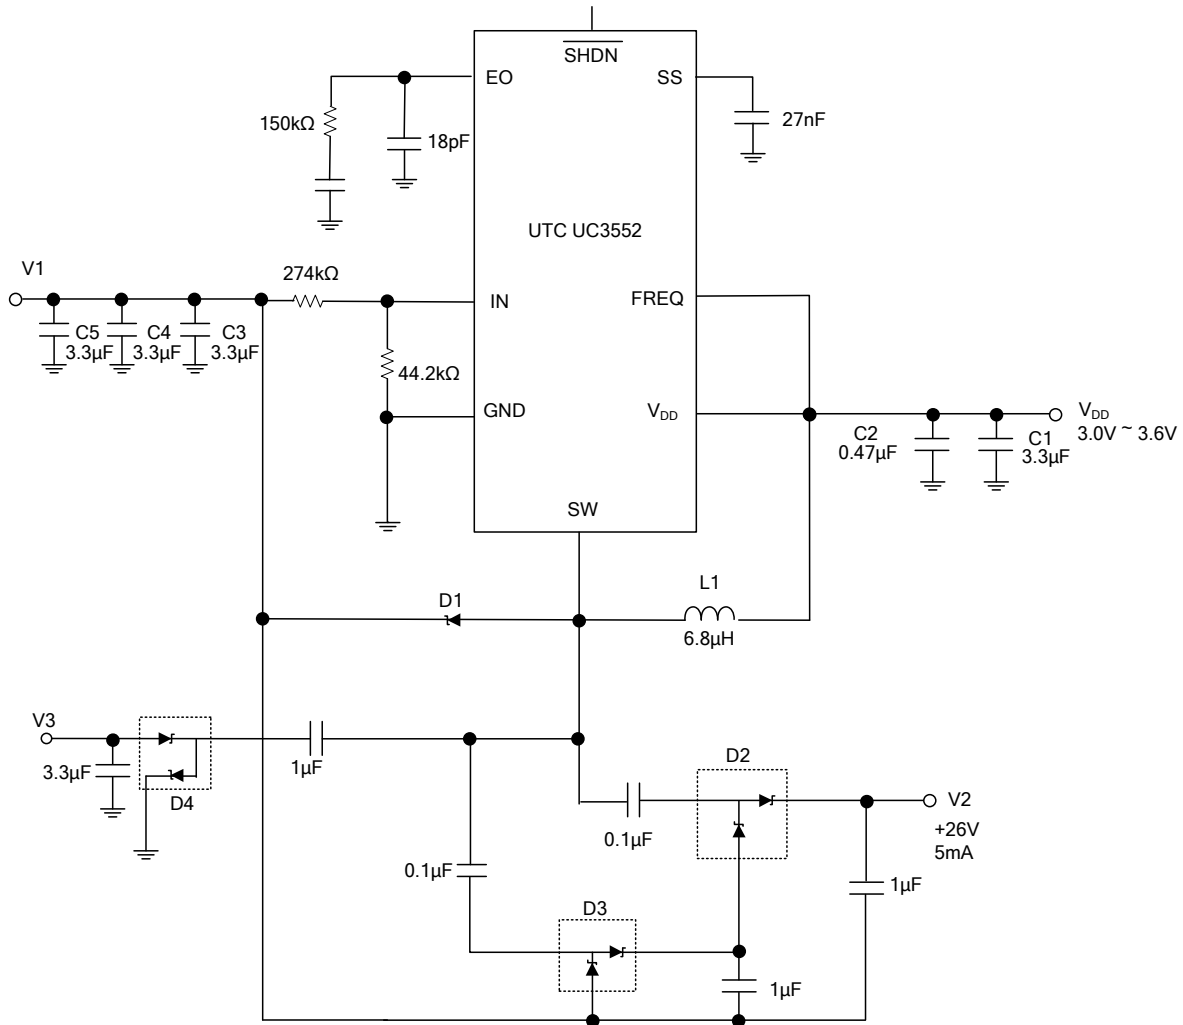 SHDN
EO
SS
150kΩ
18pF
27nF
UTC UC3552
V1
274kΩ
IN
FREQ
C5
3.3µF
C4
3.3µF
C3
3.3µF
44.2kΩ
GND
VDD
C2
0.47µF
C1
3.3µF
VDD
3.0V ~ 3.6V
SW
L1
6.8µH
D1
V3
3.3µF
D4
1µF
D2
0.1µF
V2
+26V
5mA
0.1µF
1µF
D3
1µF